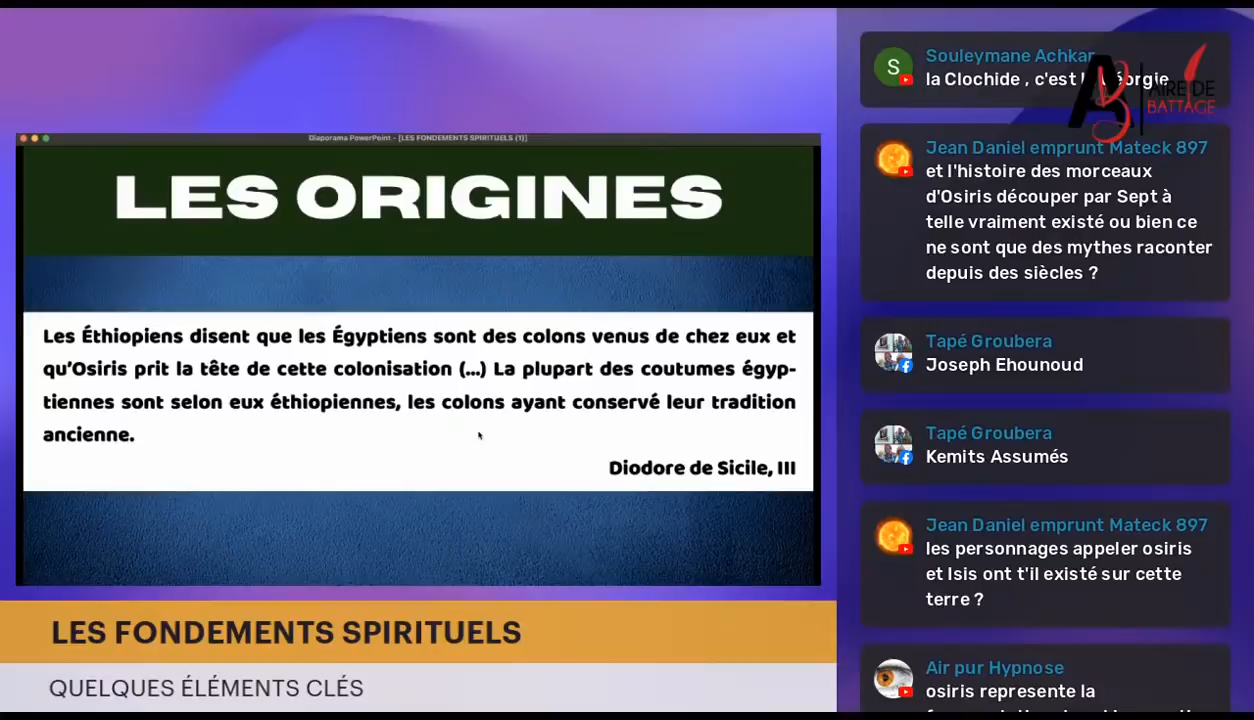 Diaporama PowerPoint - [LES FONDEMENTS SPIRITUELS (1)]
LES ORIGINES
Les Éthiopiens disent que les Égyptiens sont des colons venus de chez eux et
qu'Osiris prit la tête de cette colonisation (...) La plupart des coutumes égyp-
tiennes sont selon eux éthiopiennes, les colons ayant conservé leur tradition
ancienne.
Diodore de Sicile, III
LES FONDEMENTS SPIRITUELS
QUELQUES ÉLÉMENTS CLÉS
S
Souleymane Achkar
la Clochide , c'est
AIRE DE
BATTAGE
Jean Daniel emprunt Mateck 897
et l'histoire des morceaux
d'Osiris découper par Sept à
telle vraiment existé ou bien ce
ne sont que des mythes raconter
depuis des siècles ?
Tapé Groubera
Joseph Ehounoud
Tapé Groubera
Kemits Assumés
Jean Daniel emprunt Mateck 897
les personnages appeler osiris
et Isis ont t'il existé sur cette
terre ?
Air pur Hypnose
osiris represente la